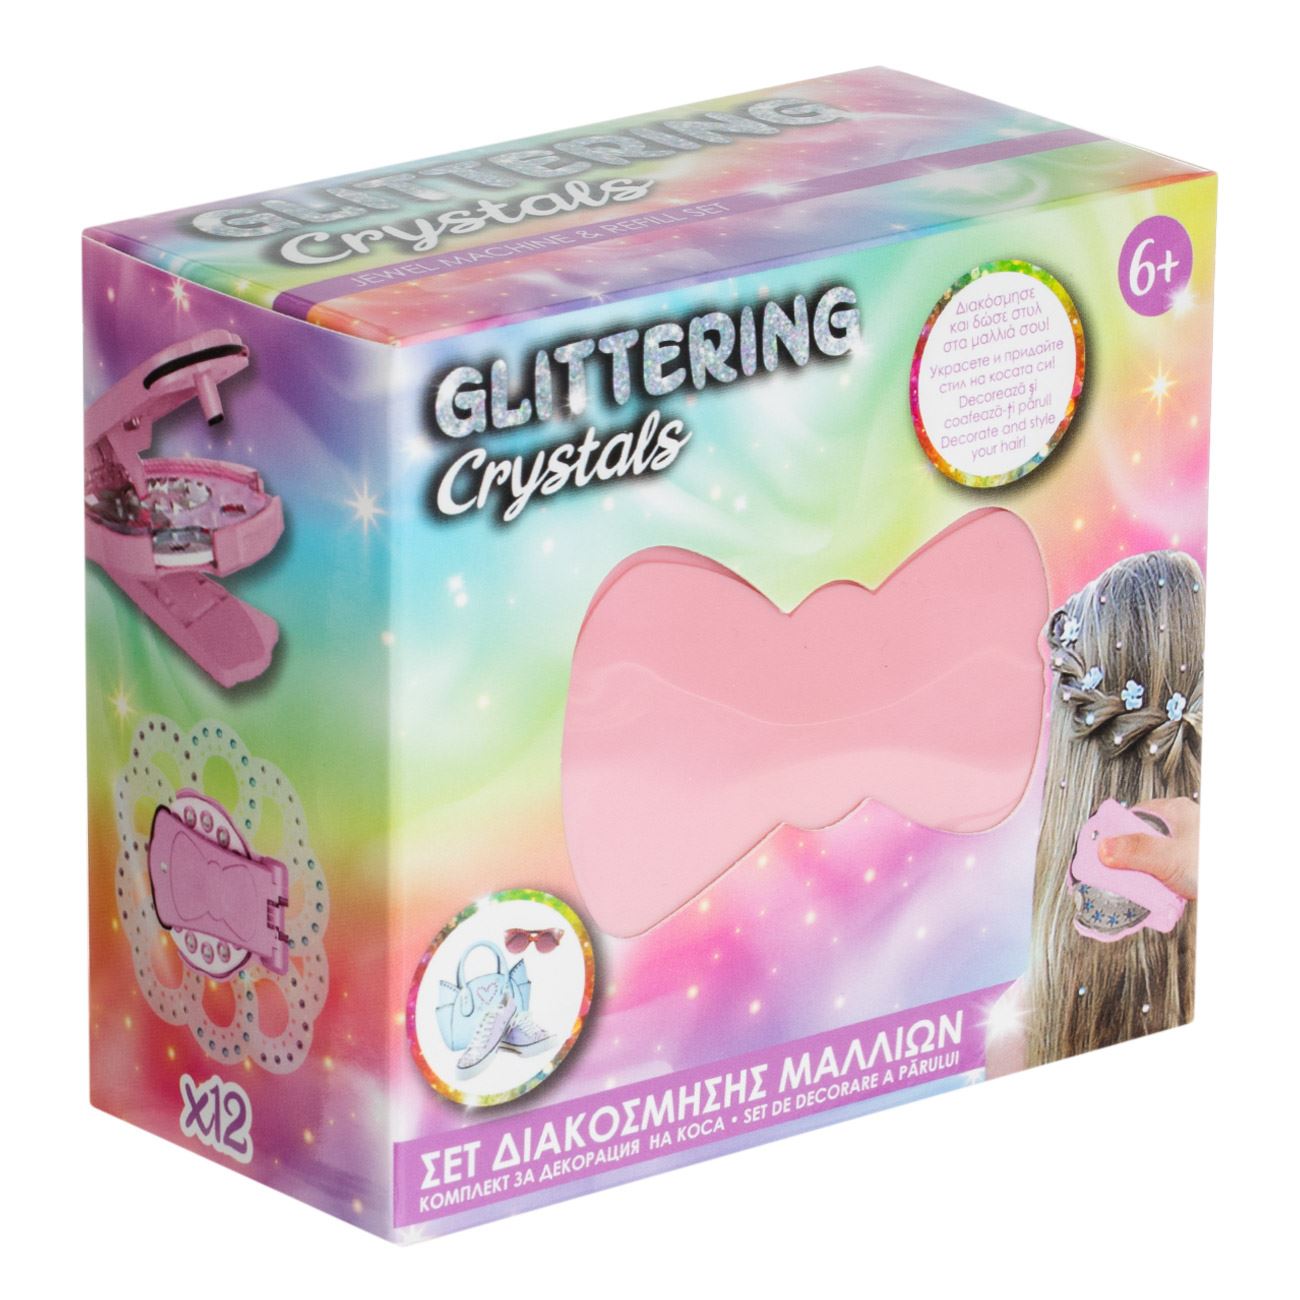 GLITTERING
Crystals
JEWEL MACHINE & REFILL SET
GLITTERING
Crystals
6+
Διακόσμησε
και δώσε στυλ
στα μαλλιά σου!
Украсете и придайте
стил на косата си!
Decorează și
coafează-ți părul!
Decorate and style
your hair!
x12
ΣΕΤ ΔΙΑΚΟΣΜΗΣΗΣ ΜΑΛΛΙΩΝ
КОМПЛЕКТ ЗА ДЕКОРАЦИЯ НА КОСА • SET DE DECORARE A PĂRULUI